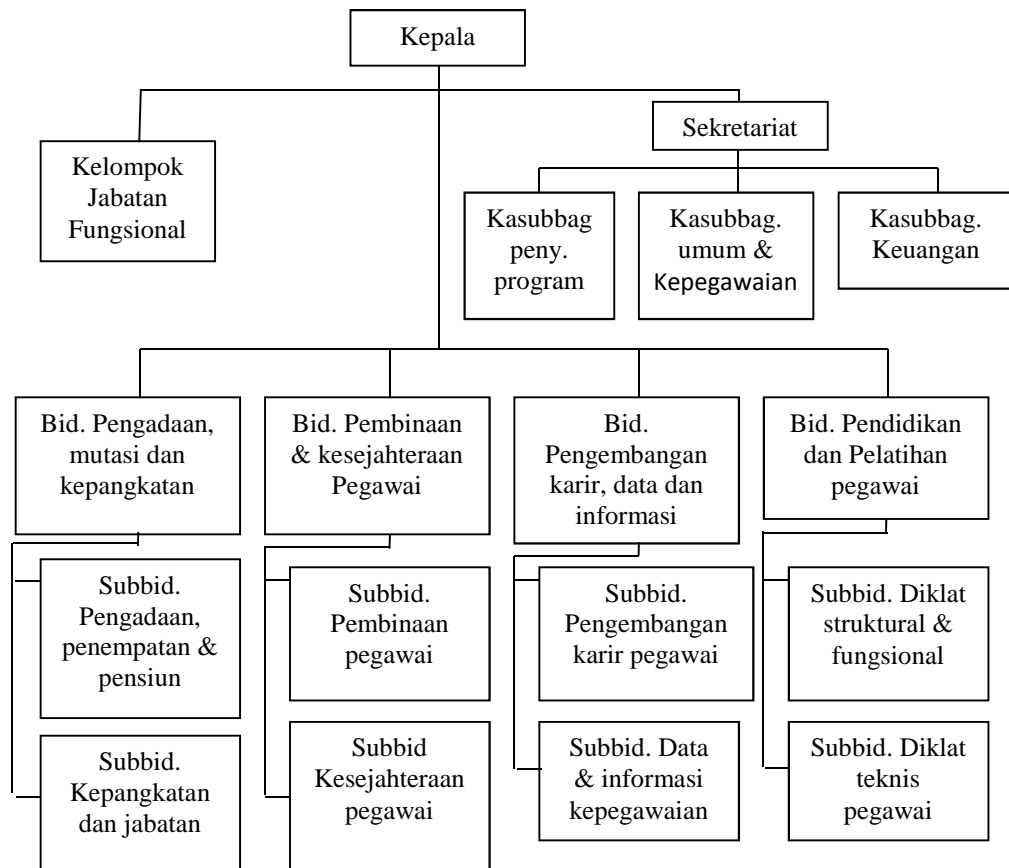 Kepala
Sekretariat
Kelompok
Jabatan
Fungsional
Kasubbag
peny.
program
Kasubbag.
umum &
Kepegawaian
Kasubbag.
Keuangan
Bid. Pengadaan,
mutasi dan
kepangkatan
Bid. Pembinaan
& kesejahteraan
Pegawai
Bid.
Pengembangan
karir, data dan
informasi
Bid. Pendidikan
dan Pelatihan
pegawai
Subbid.
Pengadaan,
penempatan &
pensiun
Subbid.
Pembinaan
pegawai
Subbid.
Pengembangan
karir pegawai
Subbid. Diklat
struktural &
fungsional
Subbid.
Kepangkatan
dan jabatan
Subbid
Kesejahteraan
pegawai
Subbid. Data
& informasi
kepegawaian
Subbid. Diklat
teknis
pegawai